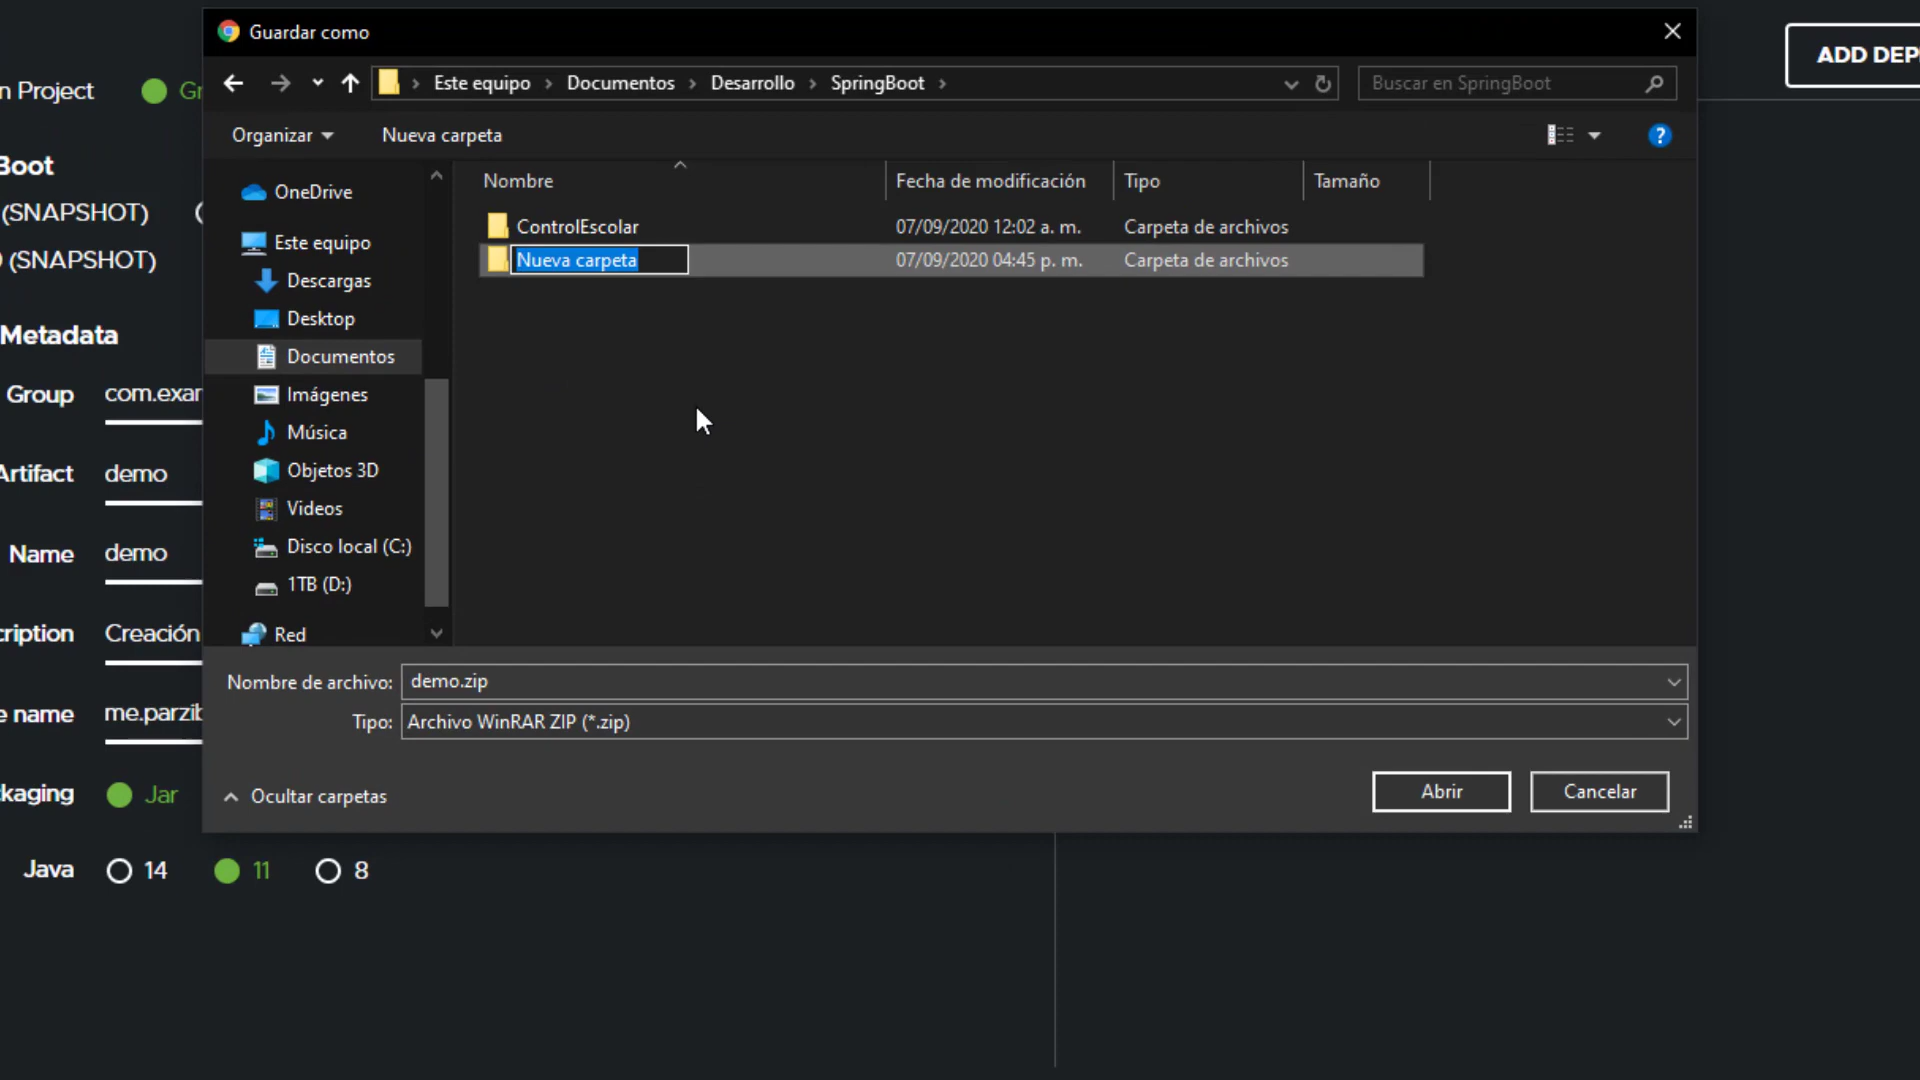 Guardar como
ADD DEP
n Project
Gr
Este equipo
Documentos
Desarrollo
SpringBoot
Buscar en SpringBoot
Organizar
Nueva carpeta
?
Boot
(SNAPSHOT)
(SNAPSHOT)
Metadata
Group
com.exam
Artifact
demo
Name
demo
cription
Creación
e name
me.parzib
kaging
Jar
Java
14
11
8
OneDrive
Este equipo
Descargas
Desktop
Documentos
Imágenes
Música
Objetos 3D
Videos
Disco local (C:)
1TB (D:)
Red
Nombre
Fecha de modificación
Tipo
Tamaño
ControlEscolar
07/09/2020 12:02 a. m.
Carpeta de archivos
Nueva carpeta
07/09/2020 04:45 p. m.
Carpeta de archivos
Nombre de archivo:
demo.zip
Tipo:
Archivo WinRAR ZIP (*.zip)
Ocultar carpetas
Abrir
Cancelar